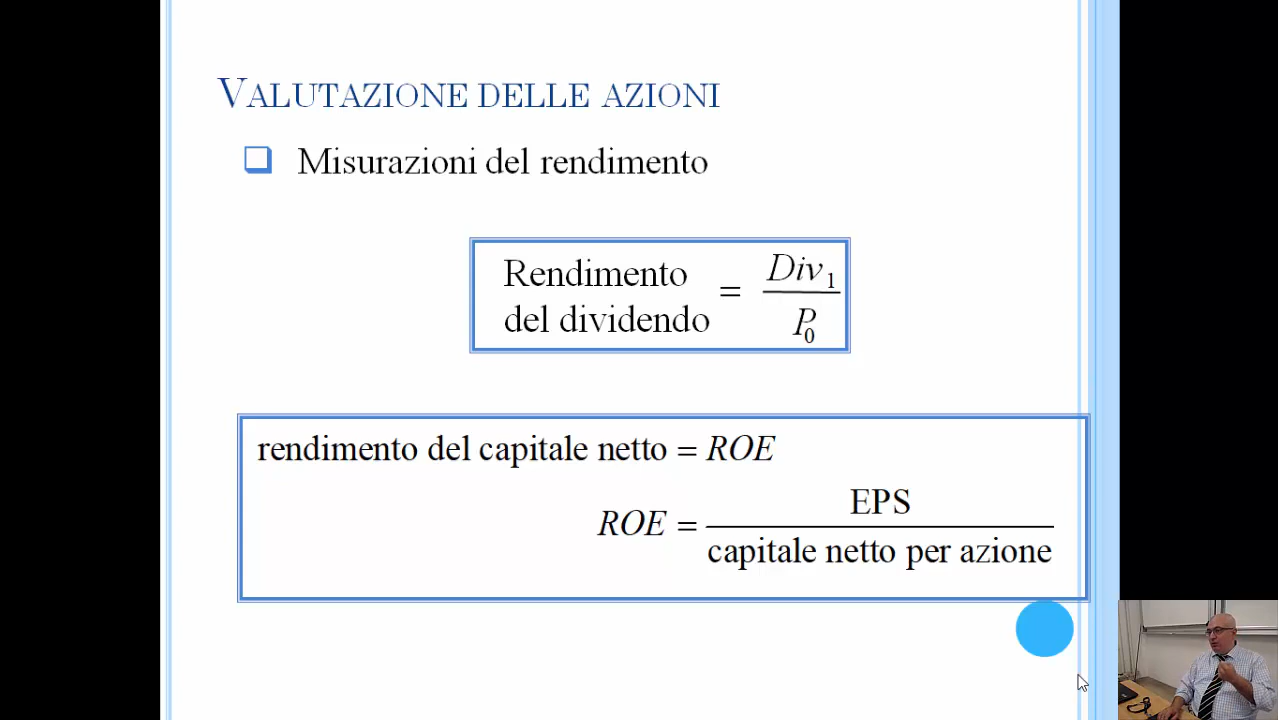 VALUTAZIONE DELLE AZIONI
Misurazioni del rendimento
Rendimento
del dividendo = Div₁ / P₀
rendimento del capitale netto = ROE
ROE = EPS / capitale netto per azione